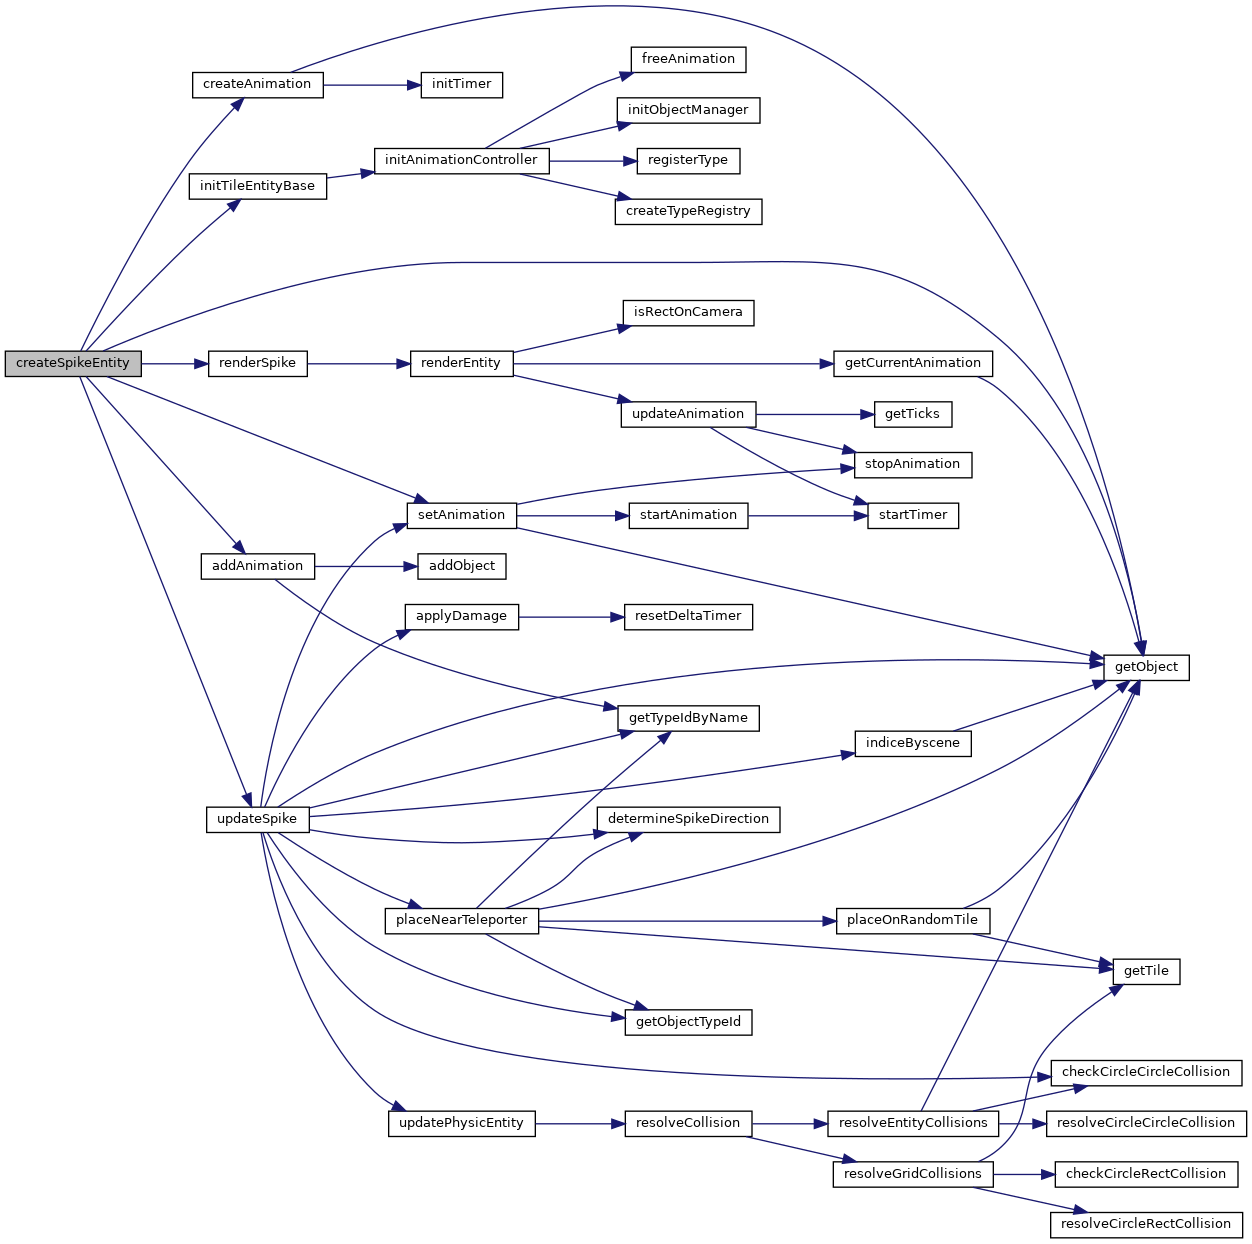 freeAnimation
createAnimation
initTimer
initObjectManager
initAnimationController
registerType
initTileEntityBase
createTypeRegistry
isRectOnCamera
createSpikeEntity
renderSpike
renderEntity
getCurrentAnimation
updateAnimation
getTicks
stopAnimation
setAnimation
startAnimation
startTimer
addAnimation
addObject
applyDamage
resetDeltaTimer
getObject
getTypeIdByName
indiceByscene
updateSpike
determineSpikeDirection
placeNearTeleporter
placeOnRandomTile
getTile
getObjectTypeId
checkCircleCircleCollision
updatePhysicEntity
resolveCollision
resolveEntityCollisions
resolveCircleCircleCollision
resolveGridCollisions
checkCircleRectCollision
resolveCircleRectCollision